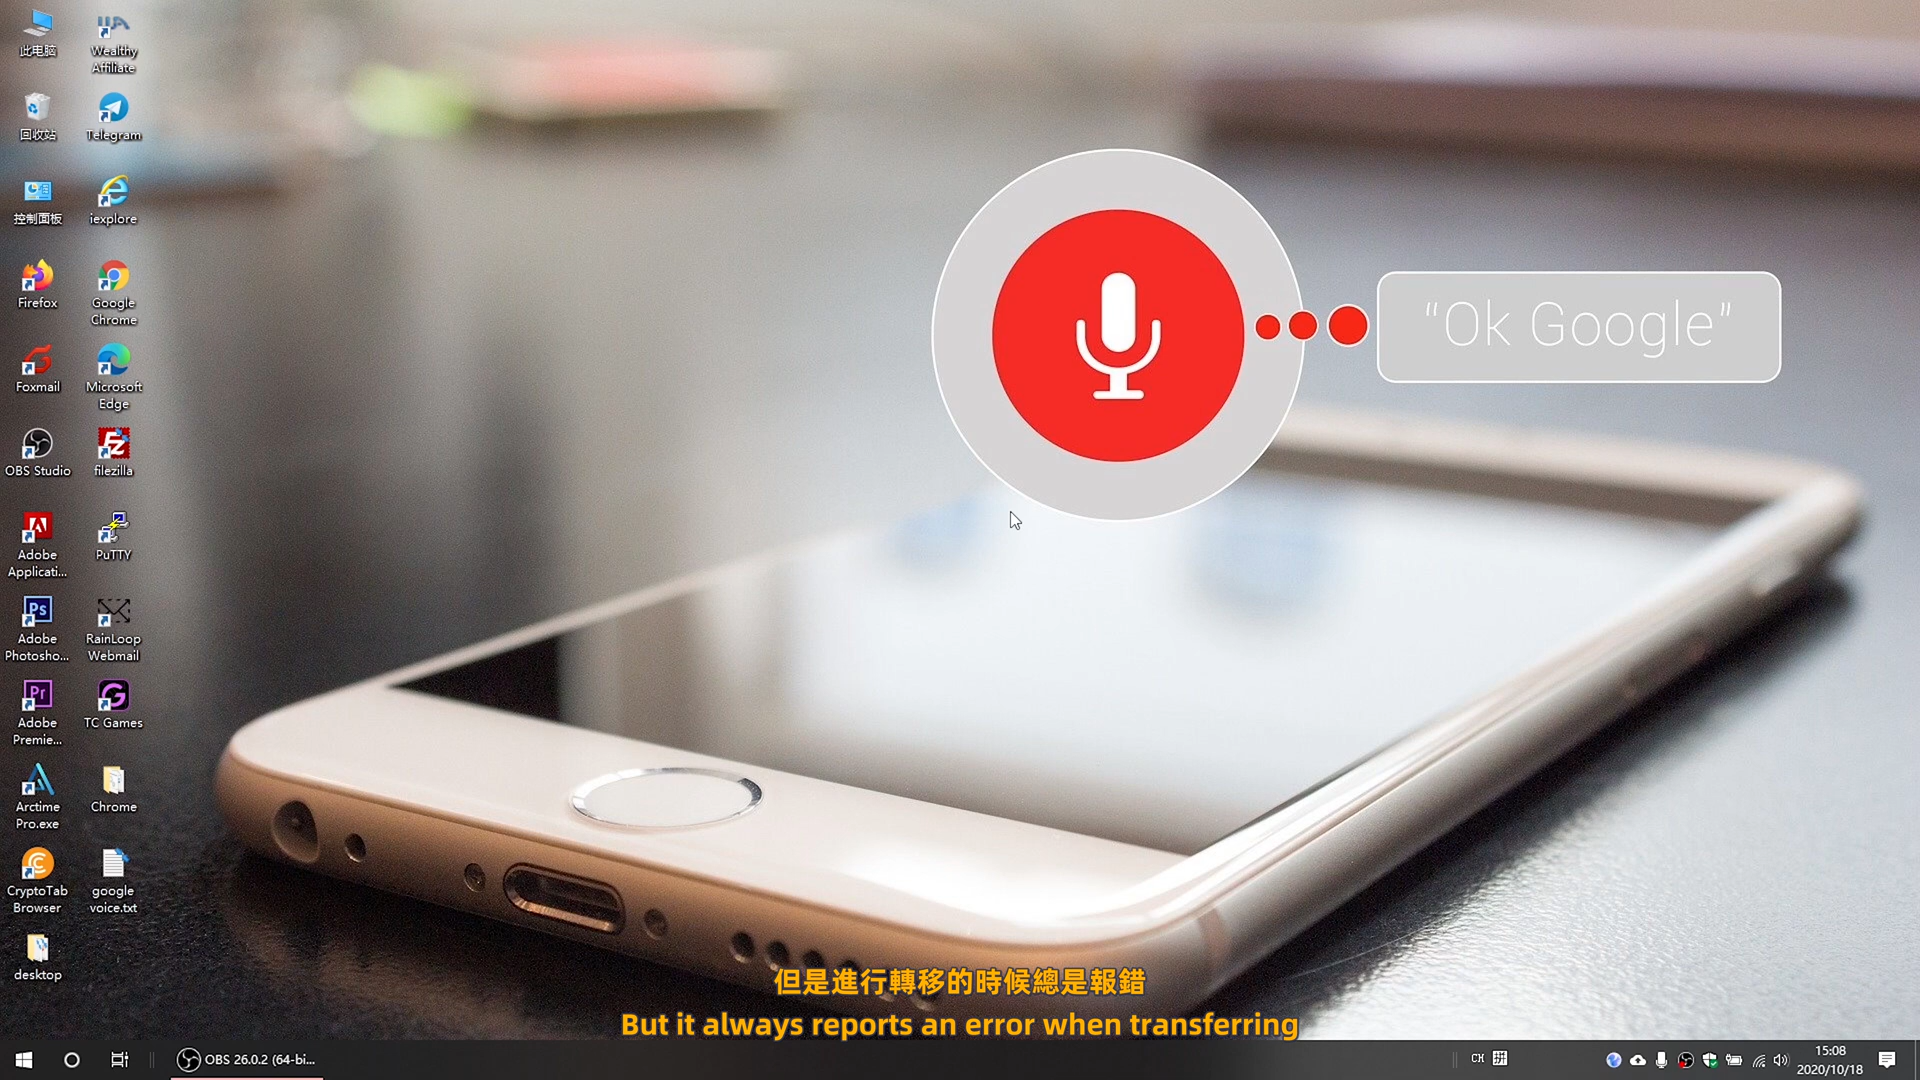 此电脑
Wealthy
Affiliate
回收站
Telegram
控制面板
iexplore
Firefox
Google
Chrome
Foxmail
Microsoft
Edge
OBS Studio
filezilla
Adobe
Applicati...
PuTTY
Ps
Adobe
Photosho...
RainLoop
Webmail
Pr
Adobe
Premie...
TC Games
Arctime
Pro.exe
Chrome
CryptoTab
Browser
google
voice.txt
desktop
“Ok Google”
但是進行轉移的時候總是報錯
But it always reports an error when transferring
OBS 26.0.2 (64-bi...
CH 拼
15:08
2020/10/18